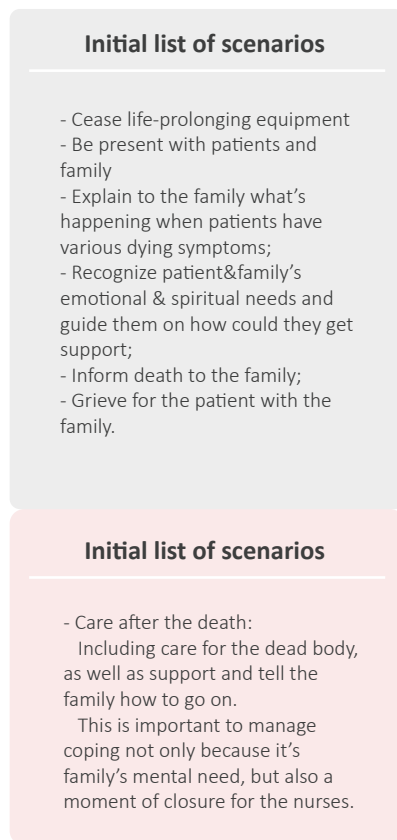 Initial list of scenarios
- Cease life-prolonging equipment
- Be present with patients and
family
- Explain to the family what's
happening when patients have
various dying symptoms;
- Recognize patient&family's
emotional & spiritual needs and
guide them on how could they get
support;
- Inform death to the family;
- Grieve for the patient with the
family.
Initial list of scenarios
- Care after the death:
Including care for the dead body,
as well as support and tell the
family how to go on.
This is important to manage
coping not only because it's
family's mental need, but also a
moment of closure for the nurses.